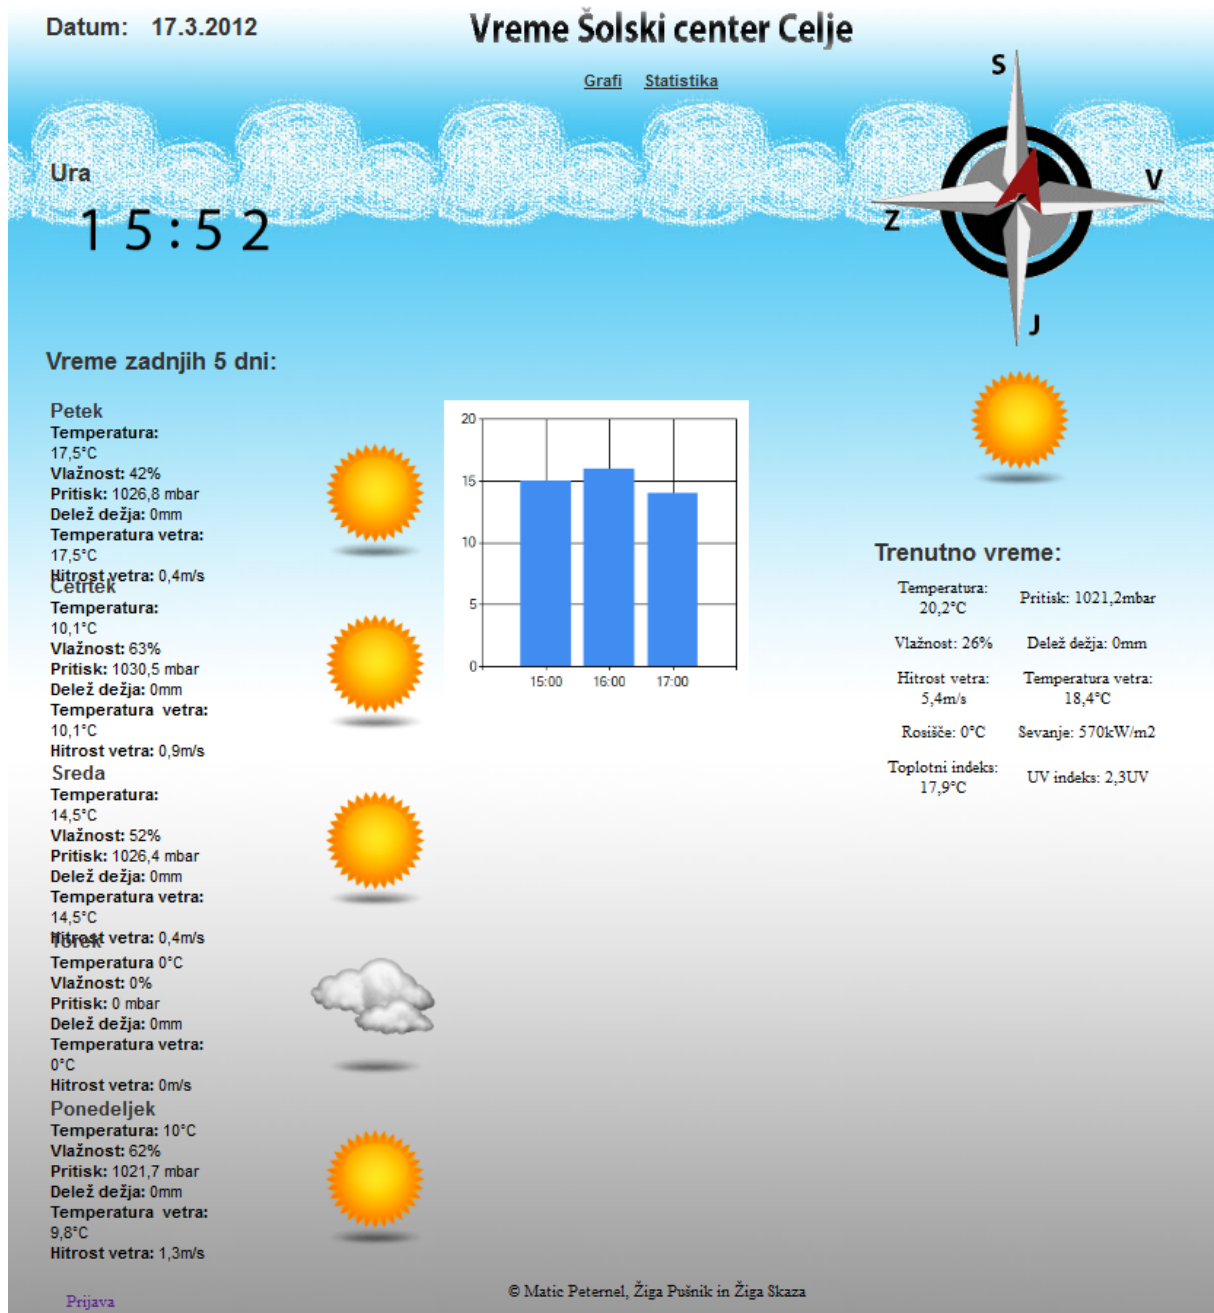 Datum: 17.3.2012
Vreme Šolski center Celje
Grafi Statistika
S
V
Z
J
Ura
15:52
Vreme zadnjih 5 dni:
Petek
Temperatura:
17,5°C
Vlažnost: 42%
Pritisk: 1026,8 mbar
Delež dežja: 0mm
Temperatura vetra:
17,5°C
Hitrost vetra: 0,4m/s
Četrtek
Temperatura:
10,1°C
Vlažnost: 63%
Pritisk: 1030,5 mbar
Delež dežja: 0mm
Temperatura vetra:
10,1°C
Hitrost vetra: 0,9m/s
Sreda
Temperatura:
14,5°C
Vlažnost: 52%
Pritisk: 1026,4 mbar
Delež dežja: 0mm
Temperatura vetra:
14,5°C
Hitrost vetra: 0,4m/s
Torek
Temperatura 0°C
Vlažnost: 0%
Pritisk: 0 mbar
Delež dežja: 0mm
Temperatura vetra:
0°C
Hitrost vetra: 0m/s
Ponedeljek
Temperatura: 10°C
Vlažnost: 62%
Pritisk: 1021,7 mbar
Delež dežja: 0mm
Temperatura vetra:
9,8°C
Hitrost vetra: 1,3m/s
20
15
10
5
0
15:00 16:00 17:00
Trenutno vreme:
Temperatura:
20,2°C
Pritisk: 1021,2mbar
Vlažnost: 26%
Delež dežja: 0mm
Hitrost vetra:
5,4m/s
Temperatura vetra:
18,4°C
Rosišče: 0°C
Sevanje: 570kW/m2
Toplotni indeks:
17,9°C
UV indeks: 2,3UV
© Matic Peternel, Žiga Pušnik in Žiga Skaza
Prijava